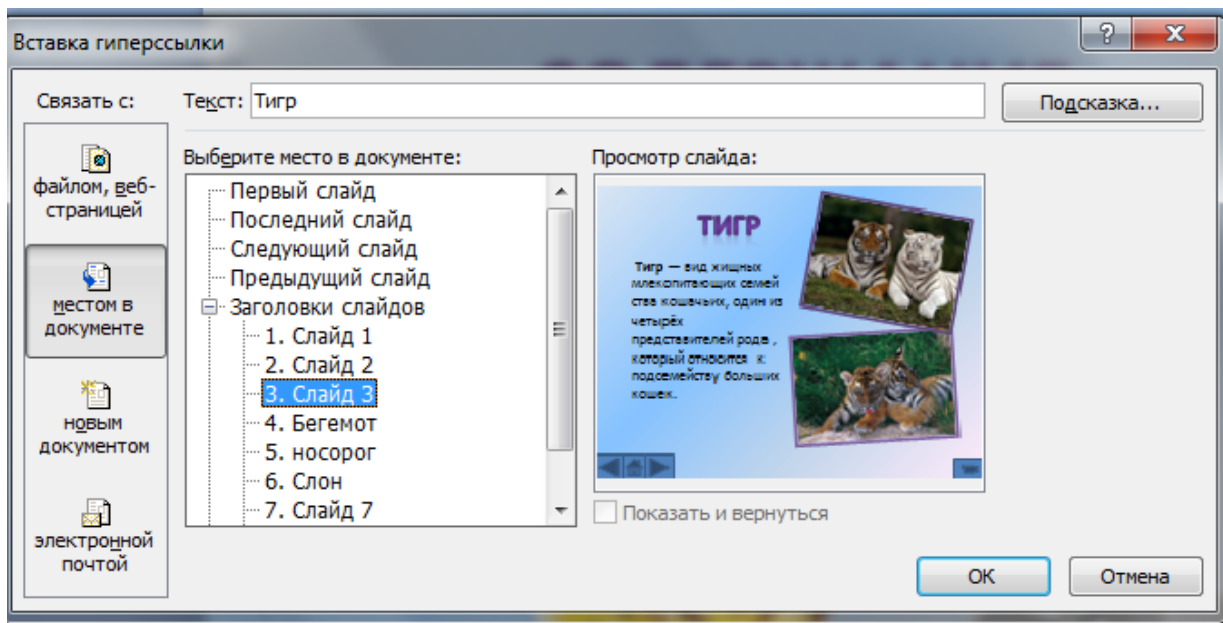 Вставка гиперссылки
Связать с:
Текст: Тигр
Подсказка...
файлом, веб-
страницей
местом в
документе
новым
документом
электронной
почтой
Выберите место в документе:
Первый слайд
Последний слайд
Следующий слайд
Предыдущий слайд
Заголовки слайдов
1. Слайд 1
2. Слайд 2
3. Слайд 3
4. Бегемот
5. носорог
6. Слон
7. Слайд 7
Просмотр слайда:
ТИГР
Тигр — вид хищных
млекопитающих семей
ства кошачьих, один из
четырёх
представителей рода ,
который относится к
подсемейству больших
кошек.
Показать и вернуться
ОК
Отмена